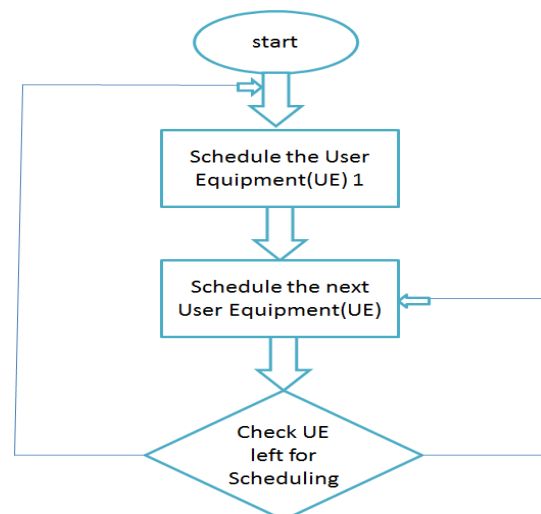 start
Schedule the User
Equipment(UE) 1
Schedule the next
User Equipment(UE)
Check UE
left for
Scheduling